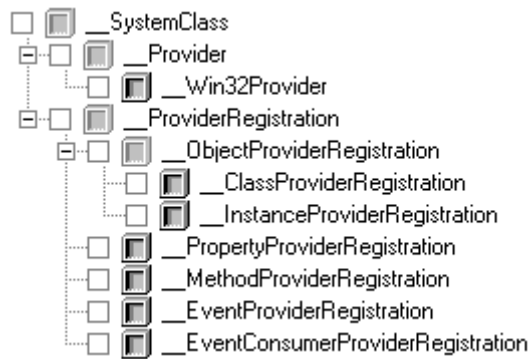 __SystemClass
__Provider
__Win32Provider
__ProviderRegistration
__ObjectProviderRegistration
__ClassProviderRegistration
__InstanceProviderRegistration
__PropertyProviderRegistration
__MethodProviderRegistration
__EventProviderRegistration
__EventConsumerProviderRegistration